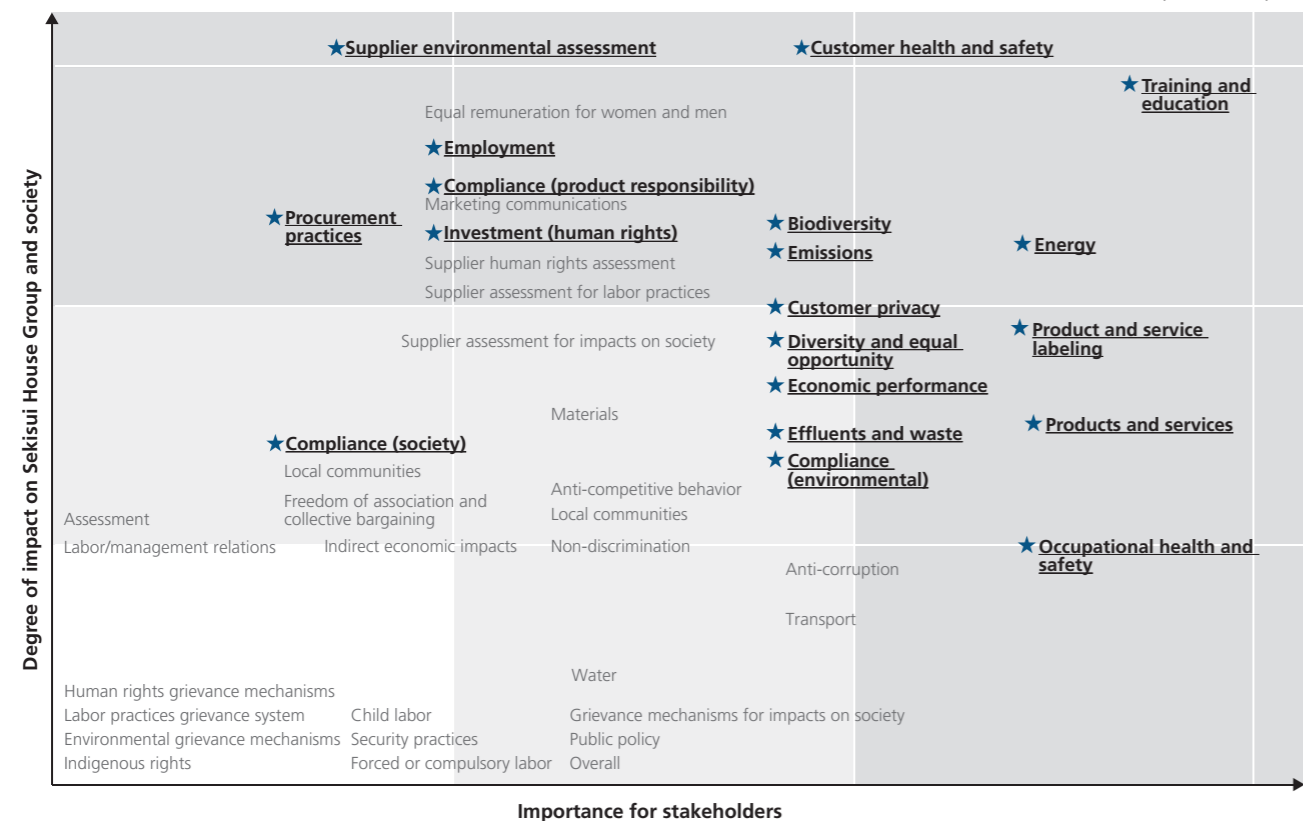 ★Supplier environmental assessment
★Customer health and safety
★Training and
education
Equal remuneration for women and men
★Employment
★Compliance (product responsibility)
Marketing communications
★Procurement
practices
★Investment (human rights)
★Biodiversity
★Energy
★Emissions
Supplier human rights assessment
Supplier assessment for labor practices
★Customer privacy
★Product and service
labeling
Supplier assessment for impacts on society
★Diversity and equal
opportunity
★Economic performance
Materials
★Products and services
★Effluents and waste
★Compliance (society)
★Compliance
(environmental)
Local communities
Anti-competitive behavior
Freedom of association and
collective bargaining
Local communities
Assessment
Labor/management relations
Indirect economic impacts
Non-discrimination
★Occupational health and
safety
Anti-corruption
Transport
Water
Human rights grievance mechanisms
Labor practices grievance system
Child labor
Grievance mechanisms for impacts on society
Environmental grievance mechanisms
Security practices
Public policy
Indigenous rights
Forced or compulsory labor
Overall
Degree of impact on Sekisui House Group and society
Importance for stakeholders